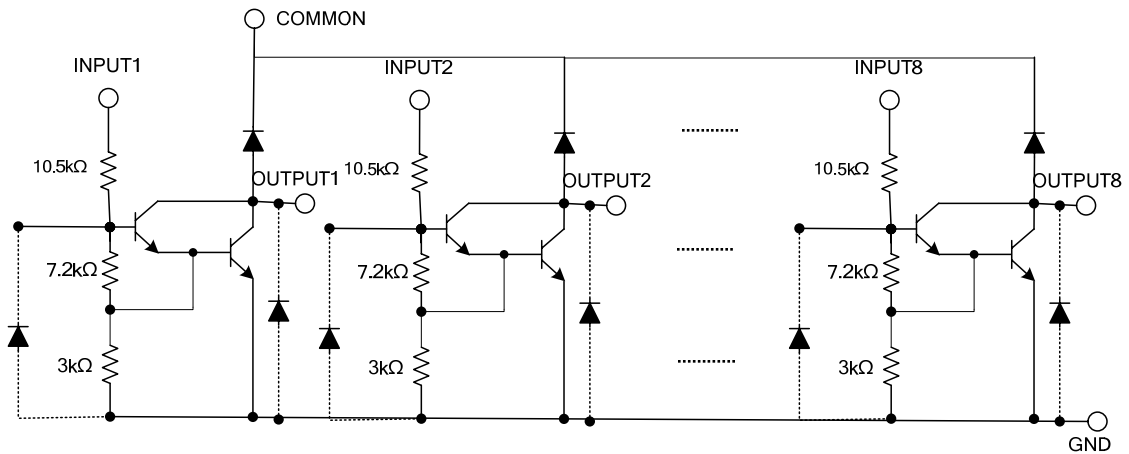 COMMON
INPUT1
INPUT2
INPUT8
10.5kΩ
10.5kΩ
10.5kΩ
OUTPUT1
OUTPUT2
OUTPUT8
7.2kΩ
7.2kΩ
7.2kΩ
3kΩ
3kΩ
3kΩ
GND